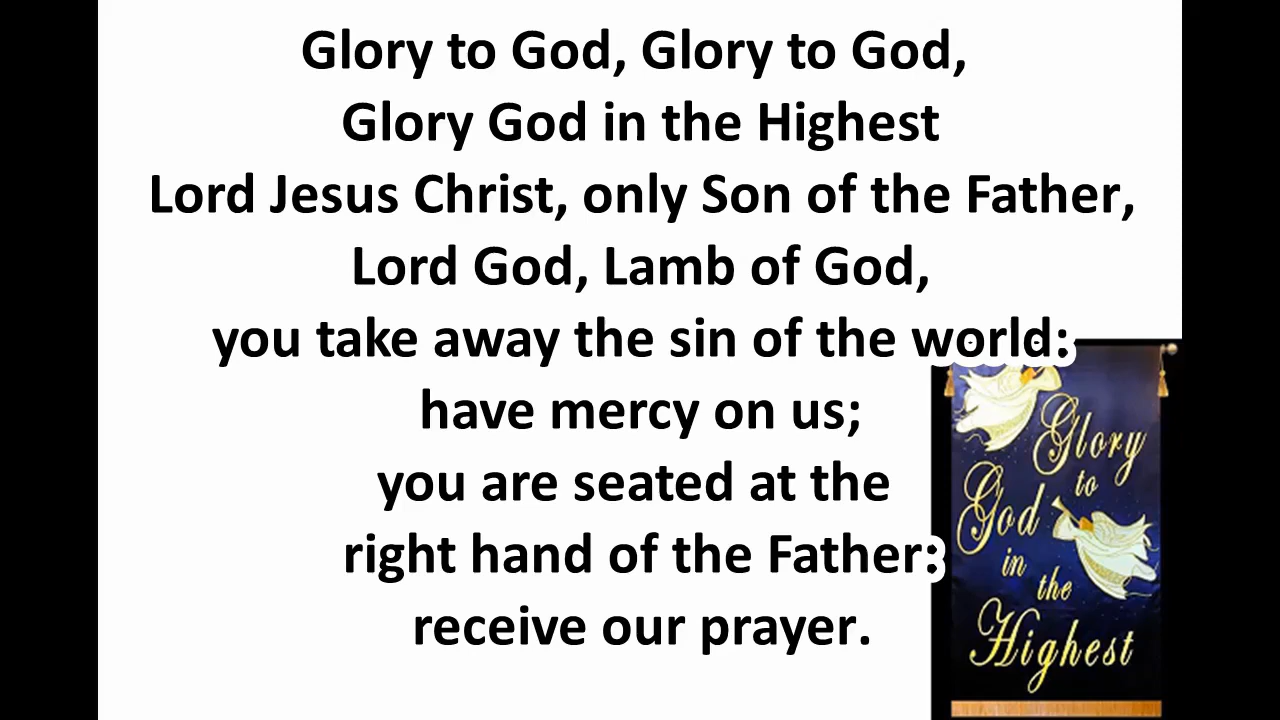 Glory to God, Glory to God,
Glory God in the Highest
Lord Jesus Christ, only Son of the Father,
Lord God, Lamb of God,
you take away the sin of the world:
have mercy on us;
you are seated at the
right hand of the Father:
receive our prayer.
Glory
to
God
in
the
Highest